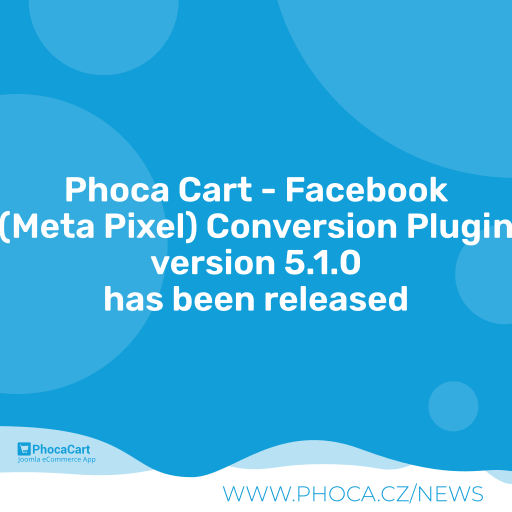 Phoca Cart - Facebook
(Meta Pixel) Conversion Plugin
version 5.1.0
has been released
PhocaCart
Joomla eCommerce App
WWW.PHOCA.CZ/NEWS